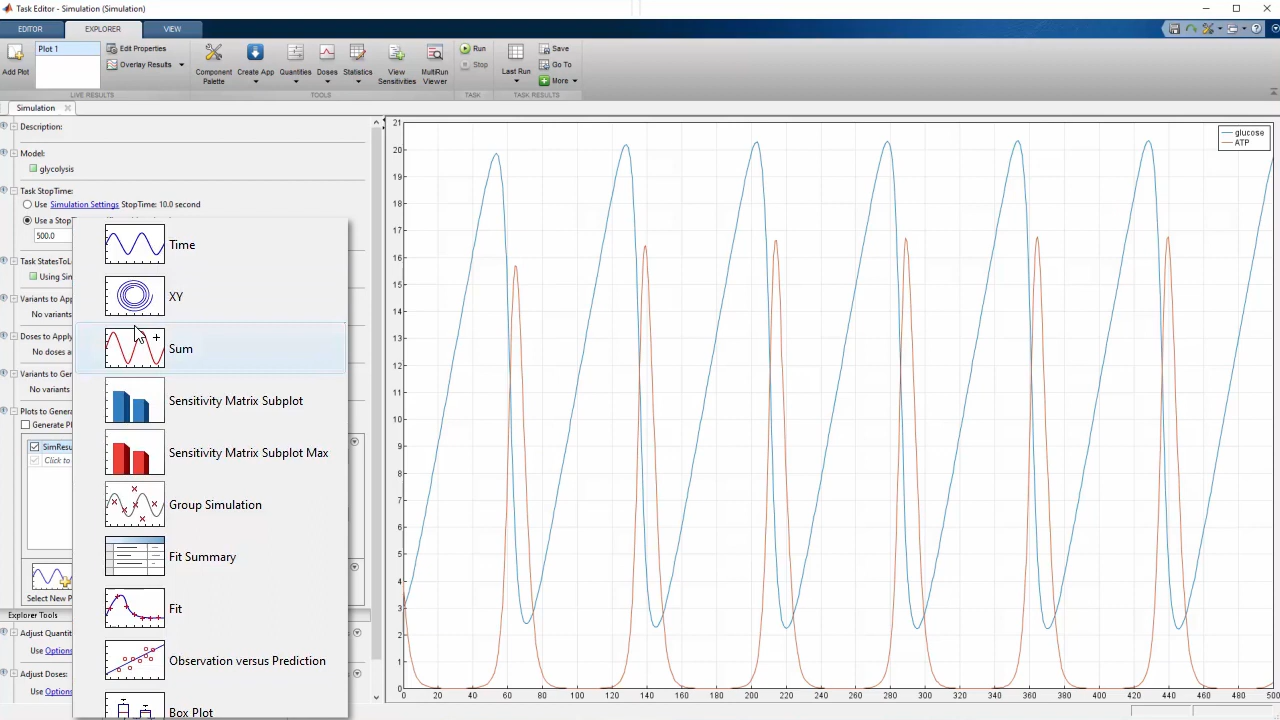 Task Editor - Simulation (Simulation)
EDITOR EXPLORER VIEW
Plot 1
Edit Properties
Overlay Results
Add Plot
Component Palette
Create App
Quantities
Doses
Statistics
View Sensitivities
MultiRun Viewer
Run
Stop
Last Run
Save
Go To
More
LIVE RESULTS TOOLS TASK TASK RESULTS
Simulation
Description:
Model:
glycolysis
Task StopTime:
Use Simulation Settings StopTime: 10.0 second
Use a Stop
500.0
Task StatesToL
Using Sin
Variants to App
No variants
Doses to Apply
No doses a
Variants to Gen
No variants
Plots to Genera
Generate Pl
SimResu
Click to
Select New P
Explorer Tools
Adjust Quantit
Use Options
Adjust Doses:
Use Options
Time
XY
Sum
Sensitivity Matrix Subplot
Sensitivity Matrix Subplot Max
Group Simulation
Fit Summary
Fit
Observation versus Prediction
Box Plot
glucose
ATP
21
20
19
18
17
16
15
14
13
12
11
10
9
8
7
6
5
4
3
2
1
0
20 40 60 80 100 120 140 160 180 200 220 240 260 280 300 320 340 360 380 400 420 440 460 480 500